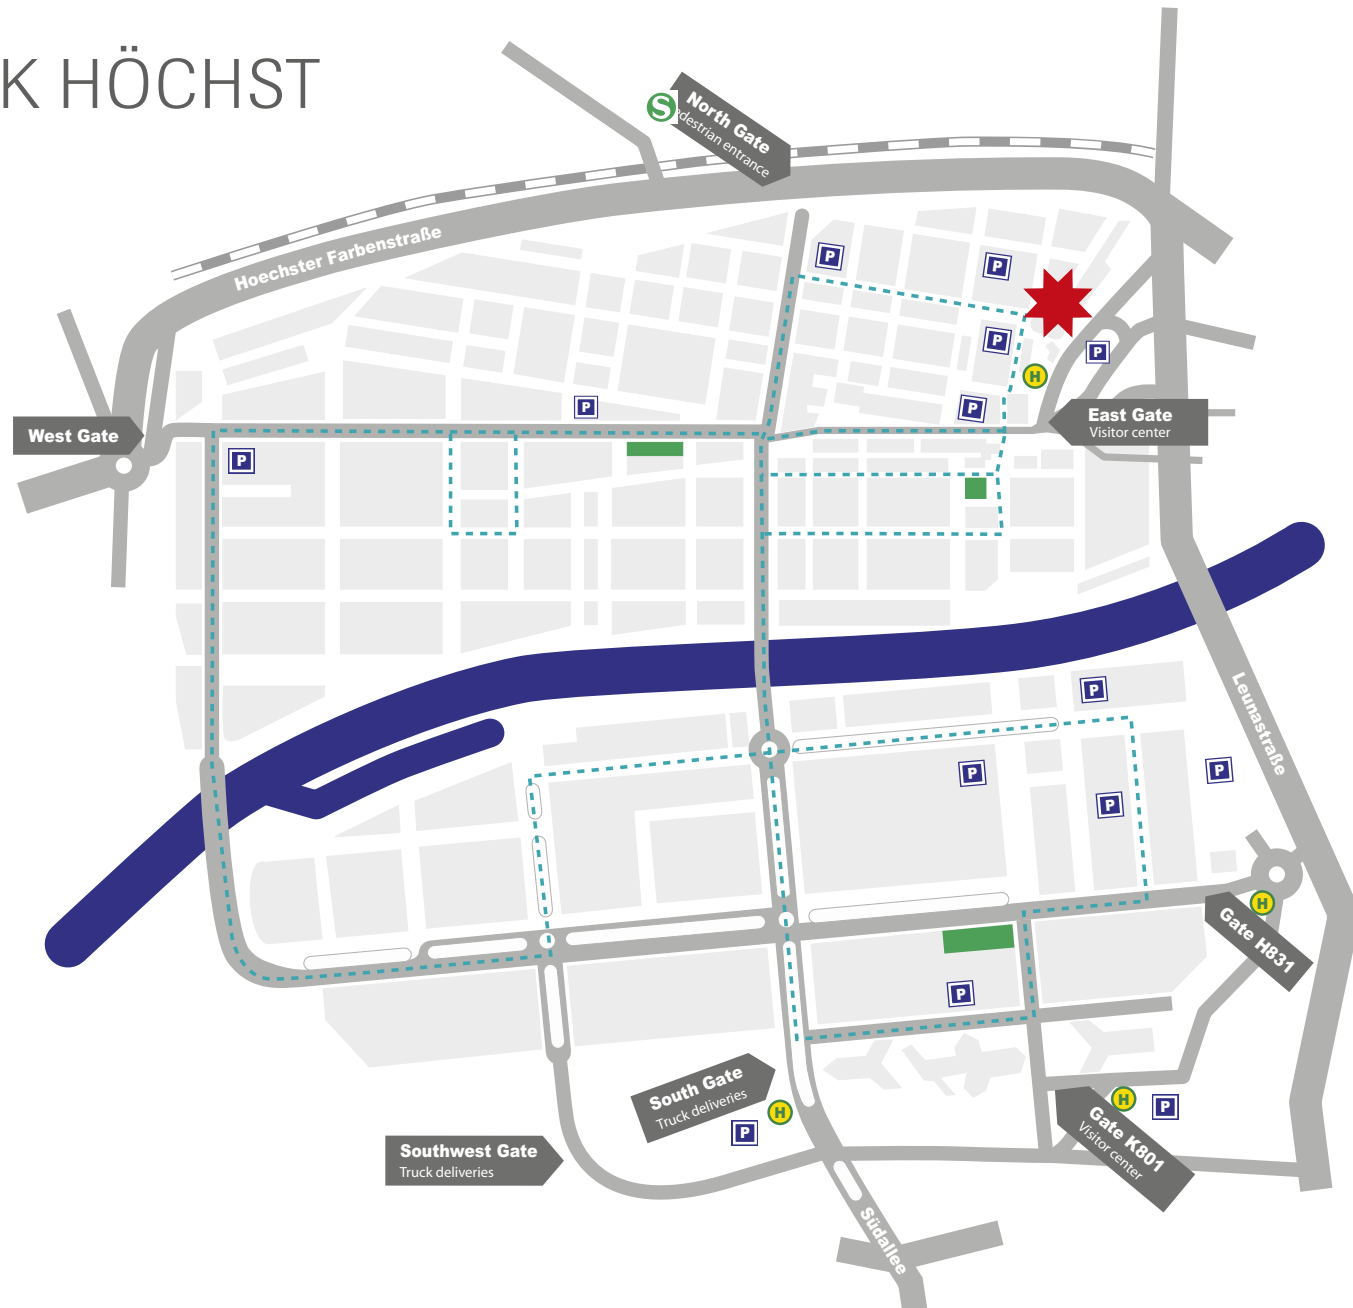 K HÖCHST
S
North Gate
edestrian entrance
Hoechster Farbenstraße
P
P
P
P
H
P
P
East Gate
Visitor center
West Gate
P
Leunastraße
P
P
P
P
H
Gate H831
P
South Gate
Truck deliveries
H
P
H
P
Gate K801
Visitor center
Southwest Gate
Truck deliveries
Südallee